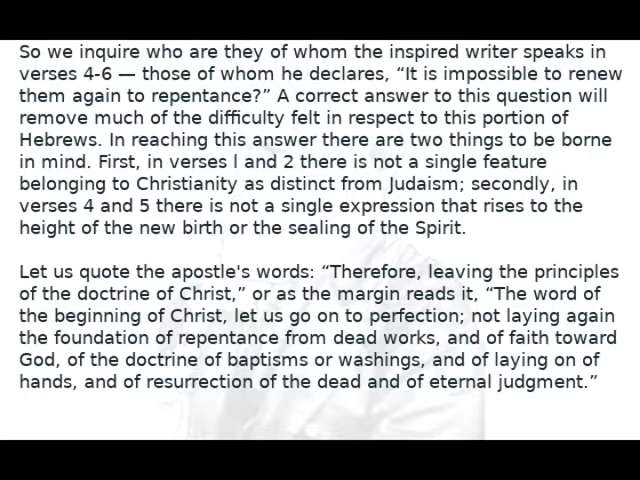 So we inquire who are they of whom the inspired writer speaks in
verses 4-6 — those of whom he declares, “It is impossible to renew
them again to repentance?” A correct answer to this question will
remove much of the difficulty felt in respect to this portion of
Hebrews. In reaching this answer there are two things to be borne
in mind. First, in verses l and 2 there is not a single feature
belonging to Christianity as distinct from Judaism; secondly, in
verses 4 and 5 there is not a single expression that rises to the
height of the new birth or the sealing of the Spirit.
Let us quote the apostle's words: “Therefore, leaving the principles
of the doctrine of Christ,” or as the margin reads it, “The word of
the beginning of Christ, let us go on to perfection; not laying again
the foundation of repentance from dead works, and of faith toward
God, of the doctrine of baptisms or washings, and of laying on of
hands, and of resurrection of the dead and of eternal judgment.”